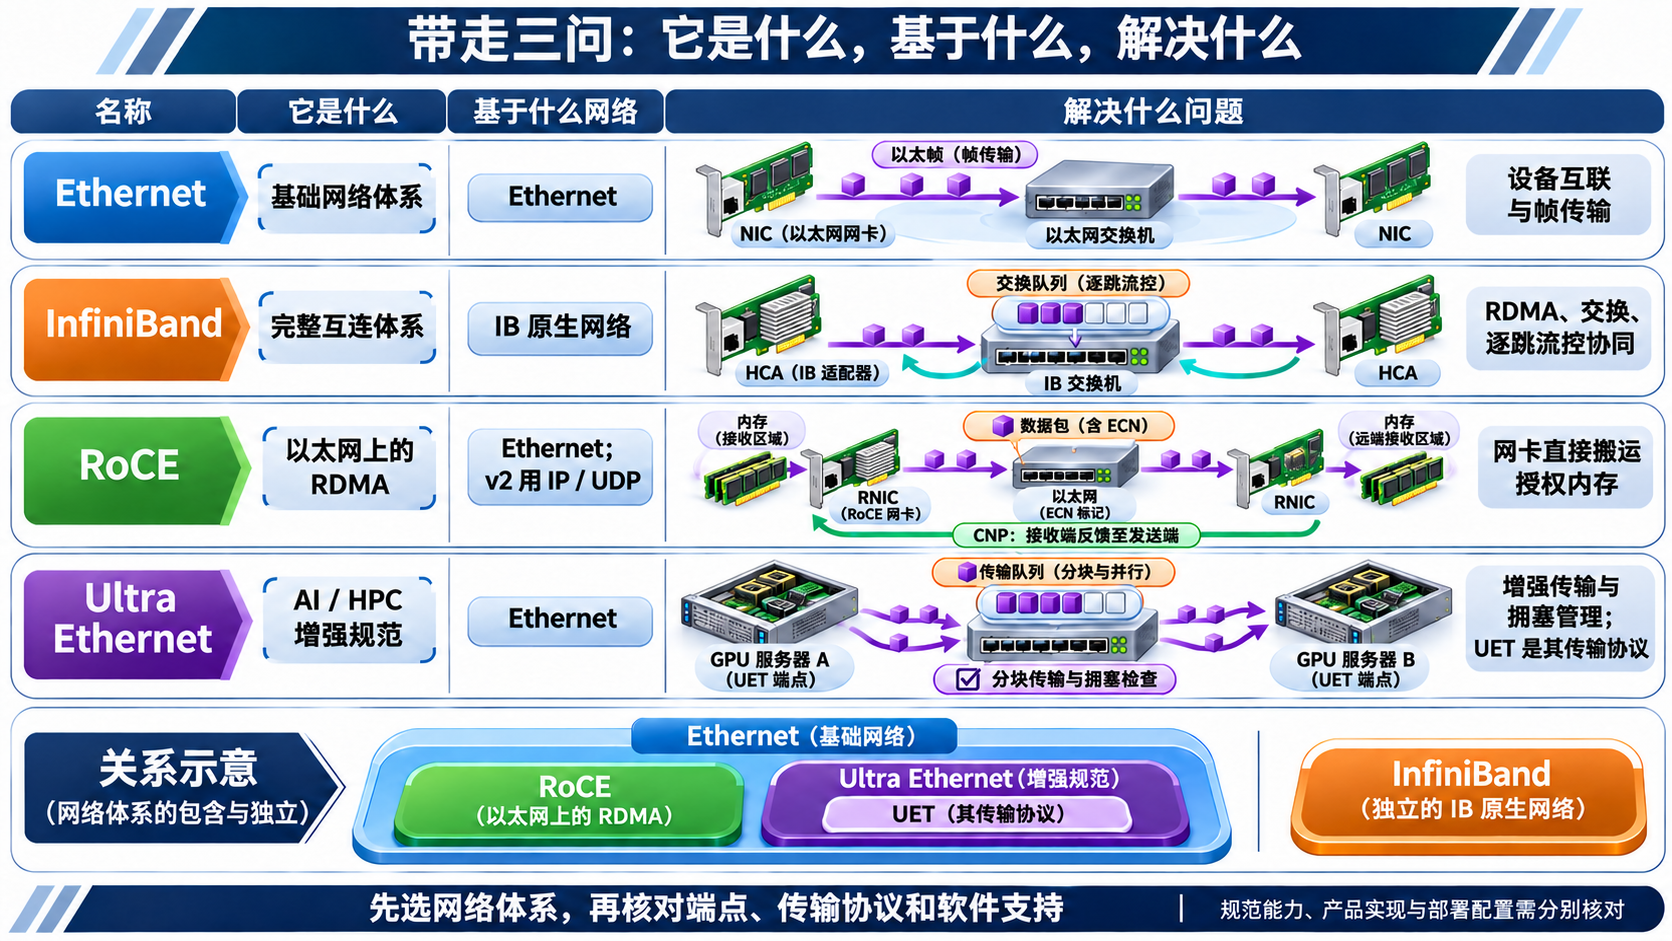 带走三问：它是什么，基于什么，解决什么
名称
它是什么
基于什么网络
解决什么问题
Ethernet
基础网络体系
Ethernet
以太帧（帧传输）
NIC（以太网网卡）
以太网交换机
NIC
设备互联
与帧传输
InfiniBand
完整互连体系
IB 原生网络
交换队列（逐跳流控）
HCA（IB 适配器）
IB 交换机
HCA
RDMA、交换、
逐跳流控协同
RoCE
以太网上的
RDMA
Ethernet；
v2 用 IP / UDP
内存
（接收区域）
RNIC
（RoCE 网卡）
数据包（含 ECN）
以太网
（ECN 标记）
RNIC
内存
（远端接收区域）
CNP：接收端反馈至发送端
网卡直接搬运
授权内存
Ultra
Ethernet
AI / HPC
增强规范
Ethernet
GPU 服务器 A
（UET 端点）
传输队列（分块与并行）
分块传输与拥塞检查
GPU 服务器 B
（UET 端点）
增强传输与
拥塞管理；
UET 是其传输协议
关系示意
（网络体系的包含与独立）
Ethernet（基础网络）
RoCE
（以太网上的 RDMA）
Ultra Ethernet（增强规范）
UET（其传输协议）
InfiniBand
（独立的 IB 原生网络）
先选网络体系，再核对端点、传输协议和软件支持
规范能力、产品实现与部署配置需分别核对